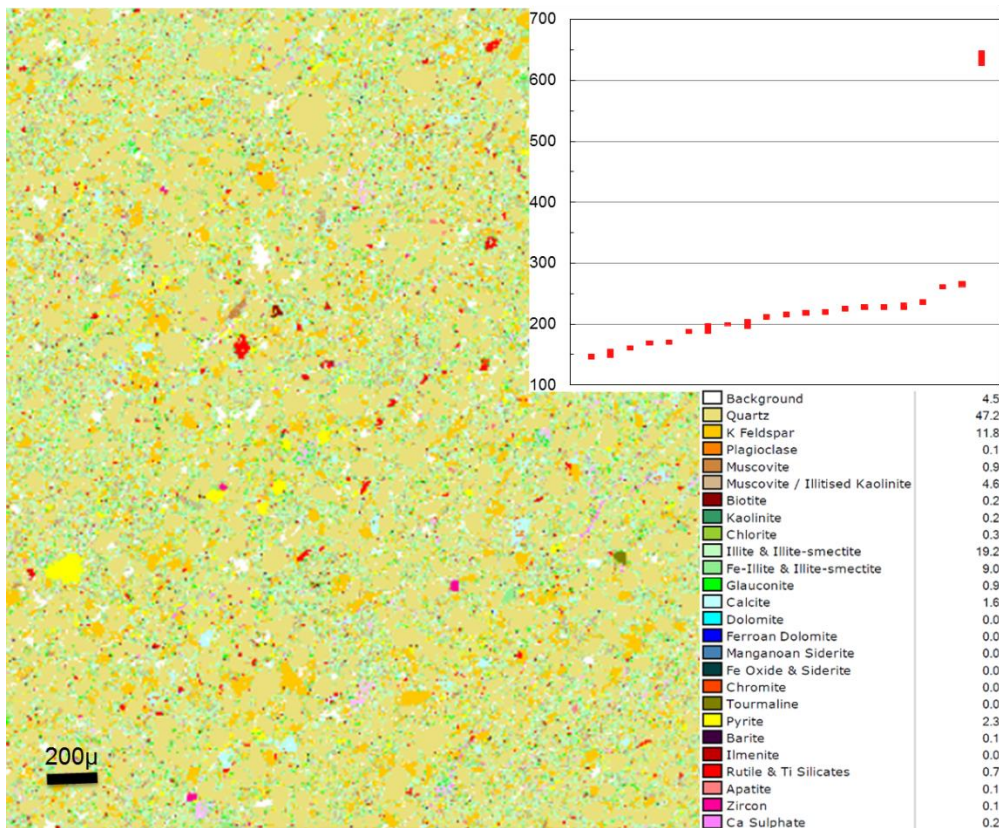 700
600
500
400
300
200
100
Background 4.5
Quartz 47.2
K Feldspar 11.8
Plagioclase 0.1
Muscovite 0.9
Muscovite / Illitised Kaolinite 4.6
Biotite 0.2
Kaolinite 0.2
Chlorite 0.3
Illite & Illite-smectite 19.2
Fe-Illite & Illite-smectite 9.0
Glauconite 0.9
Calcite 1.6
Dolomite 0.0
Ferroan Dolomite 0.0
Manganoan Siderite 0.0
Fe Oxide & Siderite 0.0
Chromite 0.0
Tourmaline 0.0
Pyrite 2.3
Barite 0.1
Ilmenite 0.0
Rutile & Ti Silicates 0.7
Apatite 0.1
Zircon 0.1
Ca Sulphate 0.2
200µ